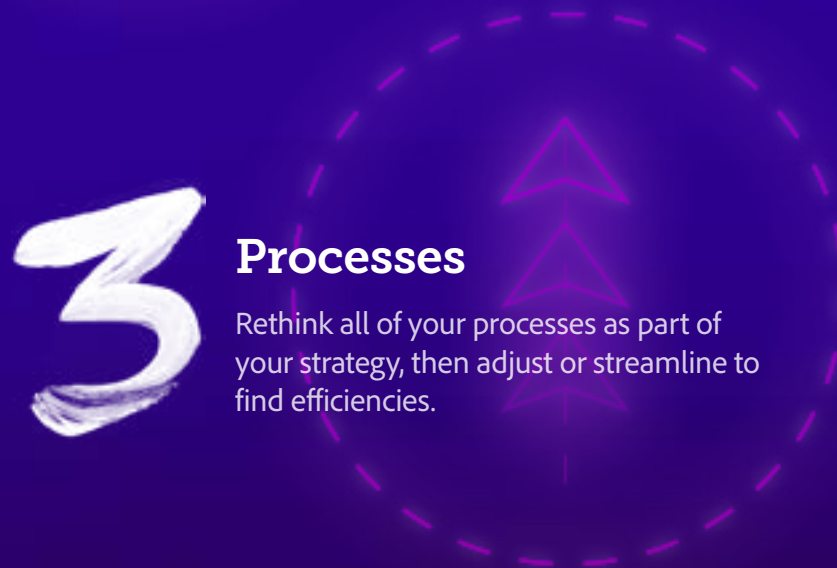 3
Processes
Rethink all of your processes as part of
your strategy, then adjust or streamline to
find efficiencies.